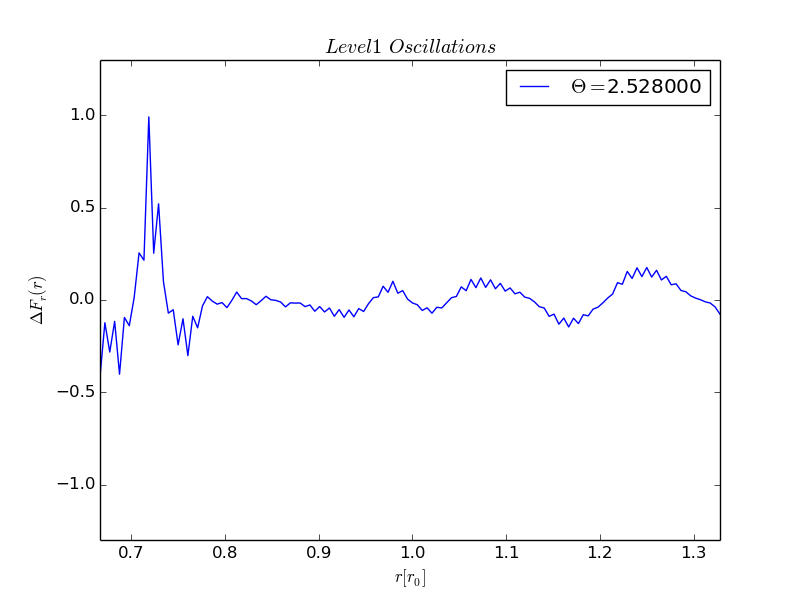 Level1 Oscillations
Θ = 2.528000
1.0
0.5
0.0
−0.5
−1.0
ΔF_r(r)
0.7 0.8 0.9 1.0 1.1 1.2 1.3
r[r_0]